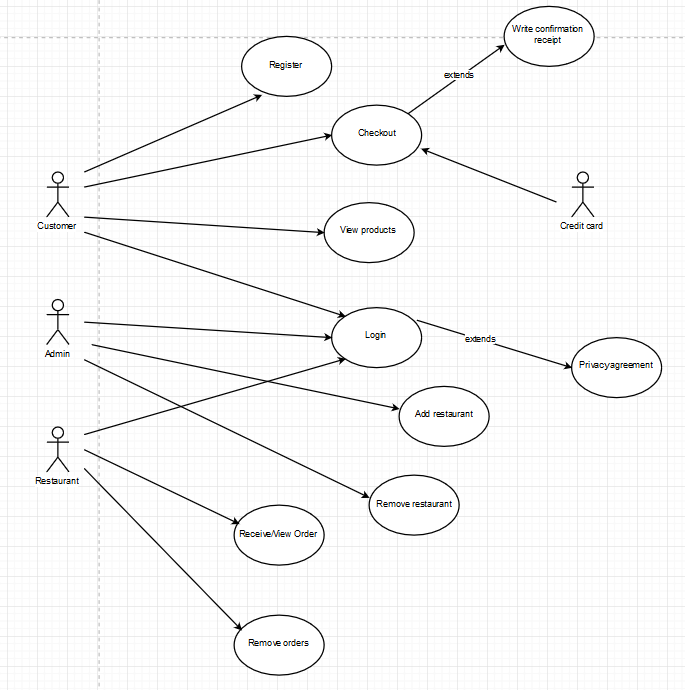 Write confirmation
receipt
Register
extends
Checkout
Customer
Credit card
View products
Admin
Login
extends
Privacyagreement
Add restaurant
Restaurant
Remove restaurant
Receive/View Order
Remove orders